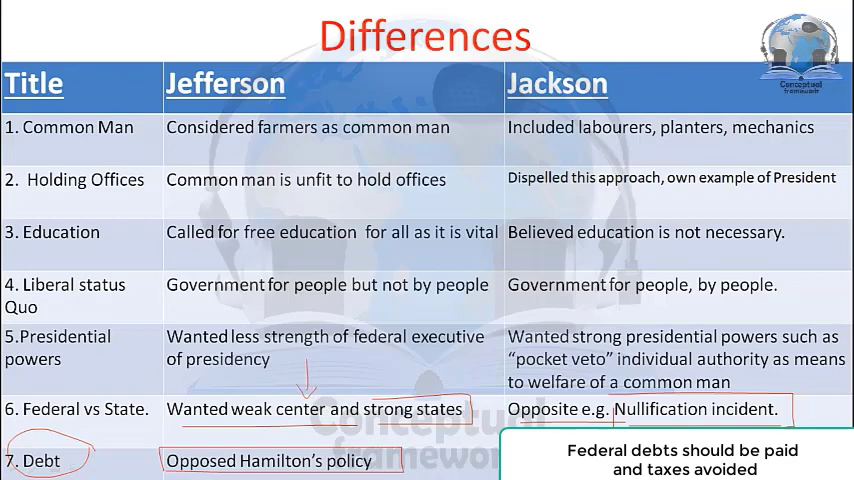 Differences
Conceptual
framework
Title Jefferson Jackson
1. Common Man Considered farmers as common man Included labourers, planters, mechanics
2. Holding Offices Common man is unfit to hold offices Dispelled this approach, own example of President
3. Education Called for free education for all as it is vital Believed education is not necessary.
4. Liberal status Government for people but not by people Government for people, by people.
Quo
5.Presidential Wanted less strength of federal executive Wanted strong presidential powers such as
powers of presidency “pocket veto” individual authority as means
to welfare of a common man
6. Federal vs State. Wanted weak center and strong states Opposite e.g. Nullification incident.
Conceptual
framework
7. Debt Opposed Hamilton’s policy
Federal debts should be paid
and taxes avoided